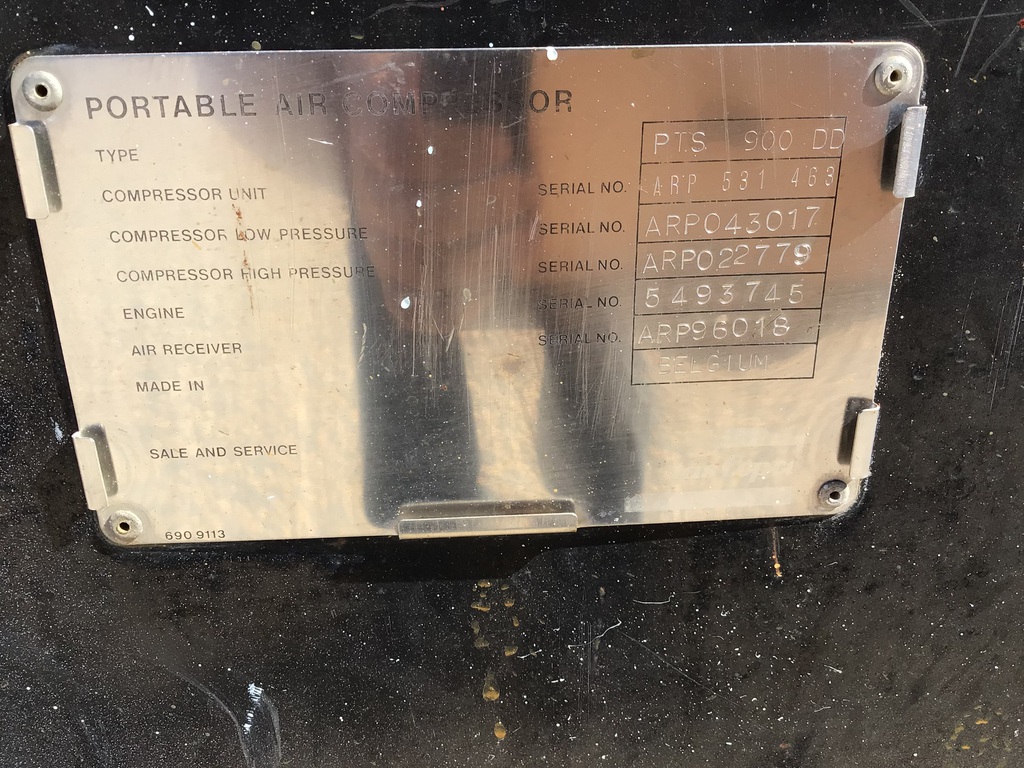 PORTABLE AIR COMPRESSOR
TYPE PTS 900 DD
COMPRESSOR UNIT SERIAL NO. ARP 531 463
COMPRESSOR LOW PRESSURE SERIAL NO. ARP043017
COMPRESSOR HIGH PRESSURE SERIAL NO. ARP022779
ENGINE SERIAL NO. 5493745
AIR RECEIVER SERIAL NO. ARP96018
MADE IN BELGIUM
SALE AND SERVICE
690 9113